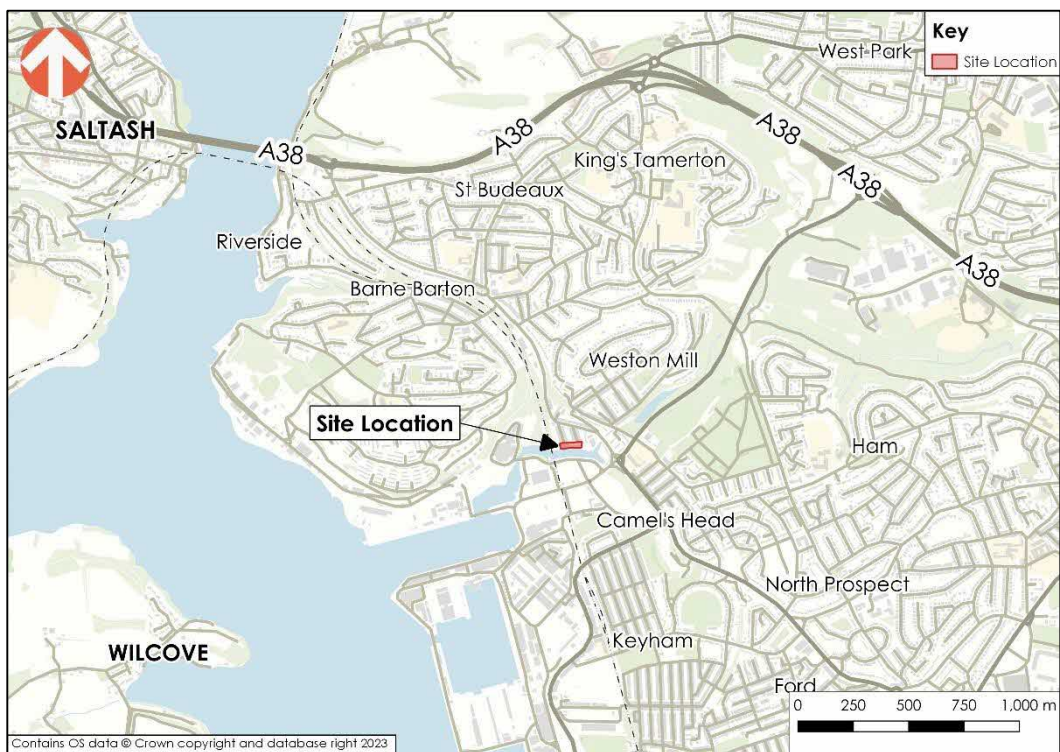 Key
Site Location
West Park
SALTASH
A38
A38
A38
King's Tamerton
St Budeaux
A38
Riverside
A38
Barne Barton
Weston Mill
Site Location
Ham
Camel's Head
North Prospect
Keyham
WILCOVE
Ford
0 250 500 750 1,000 m
Contains OS data © Crown copyright and database right 2023